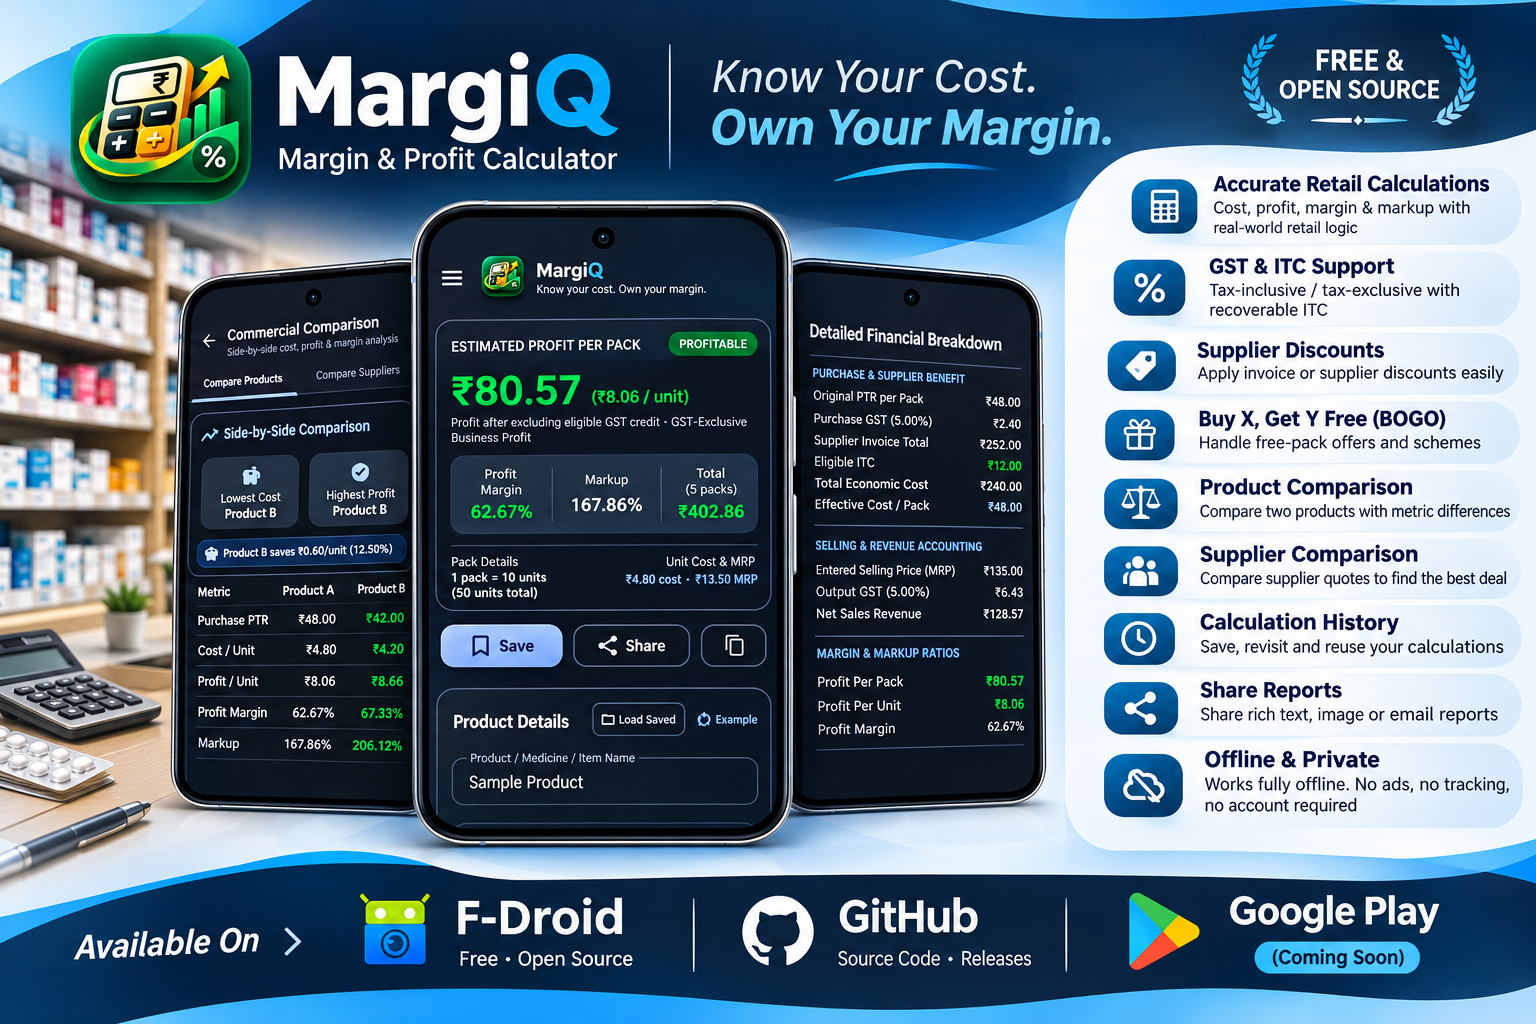 MargiQ
Margin & Profit Calculator
Know Your Cost.
Own Your Margin.
FREE &
OPEN SOURCE
₹
%
Commercial Comparison
Side-by-side cost, profit & margin analysis
Compare Products
Compare Suppliers
Side-by-Side Comparison
Lowest Cost
Product B
Highest Profit
Product B
Product B saves ₹0.60/unit (12.50%)
Metric Product A Product B
Purchase PTR ₹48.00 ₹42.00
Cost / Unit ₹4.80 ₹4.20
Profit / Unit ₹8.06 ₹8.66
Profit Margin 62.67% 67.33%
Markup 167.86% 206.12%
MargiQ
Know your cost. Own your margin.
ESTIMATED PROFIT PER PACK
PROFITABLE
₹80.57 (₹8.06 / unit)
Profit after excluding eligible GST credit • GST-Exclusive
Business Profit
Profit
Margin
62.67%
Markup
167.86%
Total
(5 packs)
₹402.86
Pack Details
1 pack = 10 units
(50 units total)
Unit Cost & MRP
₹4.80 cost • ₹13.50 MRP
Save
Share
Product Details
Load Saved
Example
Product / Medicine / Item Name
Sample Product
Detailed Financial Breakdown
PURCHASE & SUPPLIER BENEFIT
Original PTR per Pack ₹48.00
Purchase GST (5.00%) ₹2.40
Supplier Invoice Total ₹252.00
Eligible ITC ₹12.00
Total Economic Cost ₹240.00
Effective Cost / Pack ₹48.00
SELLING & REVENUE ACCOUNTING
Entered Selling Price (MRP) ₹135.00
Output GST (5.00%) ₹6.43
Net Sales Revenue ₹128.57
MARGIN & MARKUP RATIOS
Profit Per Pack ₹80.57
Profit Per Unit ₹8.06
Profit Margin 62.67%
Accurate Retail Calculations
Cost, profit, margin & markup with
real-world retail logic
%
GST & ITC Support
Tax-inclusive / tax-exclusive with
recoverable ITC
Supplier Discounts
Apply invoice or supplier discounts easily
Buy X, Get Y Free (BOGO)
Handle free-pack offers and schemes
Product Comparison
Compare two products with metric differences
Supplier Comparison
Compare supplier quotes to find the best deal
Calculation History
Save, revisit and reuse your calculations
Share Reports
Share rich text, image or email reports
Offline & Private
Works fully offline. No ads, no tracking,
no account required
Available On
F-Droid
Free • Open Source
GitHub
Source Code • Releases
Google Play
(Coming Soon)